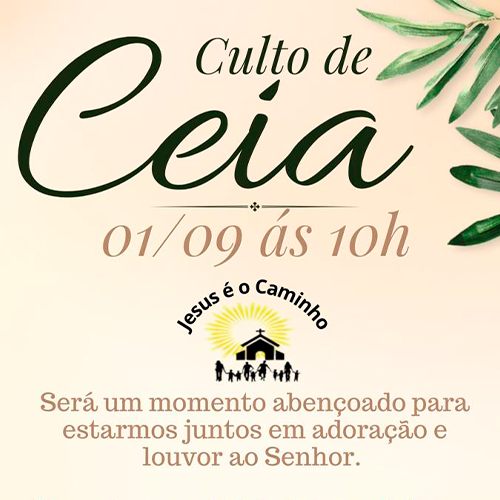 Culto de
Ceia
01/09 ás 10h
Jesus é o Caminho
Será um momento abençoado para
estarmos juntos em adoração e
louvor ao Senhor.